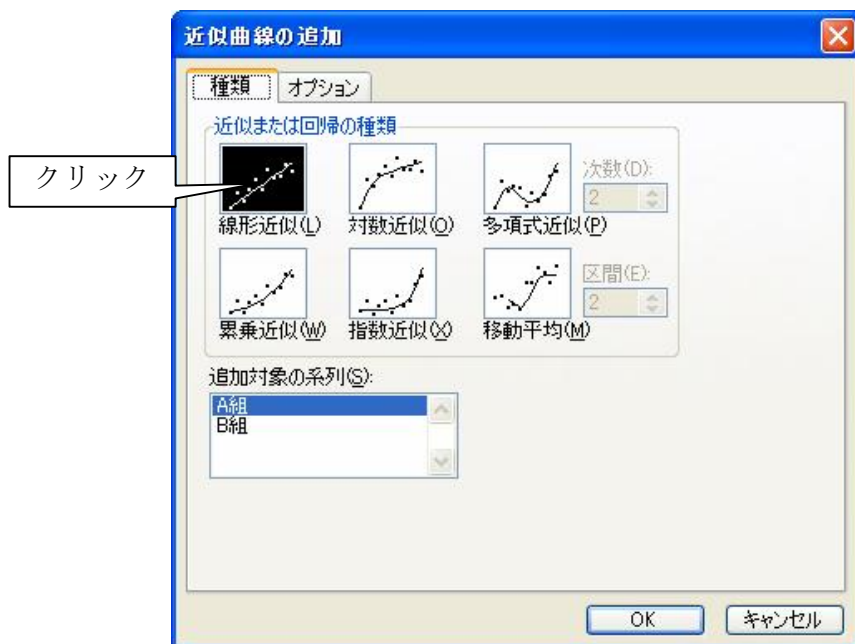 近似曲線の追加
種類 オプション
近似または回帰の種類
クリック
次数(D):
2
線形近似(L) 対数近似(O) 多項式近似(P)
区間(E):
2
累乗近似(W) 指数近似(X) 移動平均(M)
追加対象の系列(S):
A組
B組
OK キャンセル